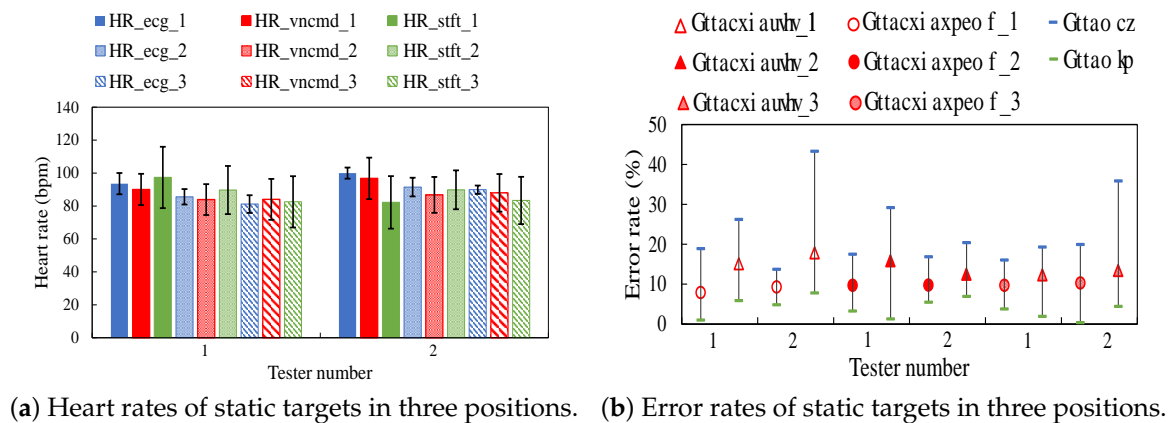 HR_ecg_1 HR_vncmd_1 HR_stft_1
HR_ecg_2 HR_vncmd_2 HR_stft_2
HR_ecg_3 HR_vncmd_3 HR_stft_3
140
120
100
80
60
40
20
0
Heart rate (bpm)
1 2
Tester number
(a) Heart rates of static targets in three positions.
Gttacxi auvhv_1 Gttacxi axpeo f_1 Gttao cz
Gttacxi auvhv_2 Gttacxi axpeo f_2 Gttao kp
Gttacxi auvhv_3 Gttacxi axpeo f_3
50
40
30
20
10
0
Error rate (%)
1 2 1 2 1 2
Tester number
(b) Error rates of static targets in three positions.